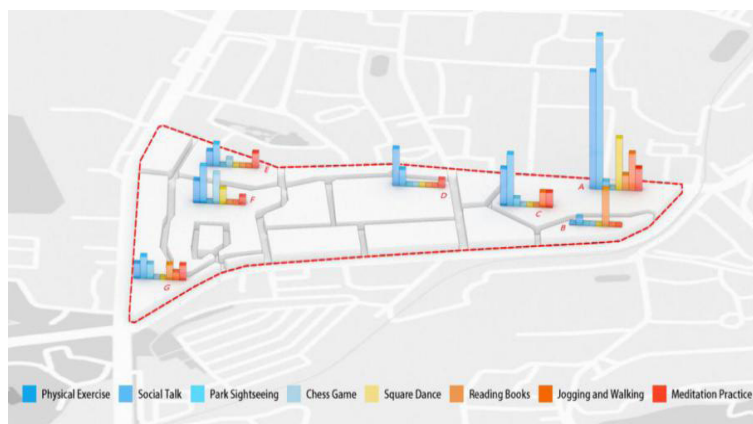 A
E
D
F
C
B
G
Physical Exercise Social Talk Park Sightseeing Chess Game Square Dance Reading Books Jogging and Walking Meditation Practice